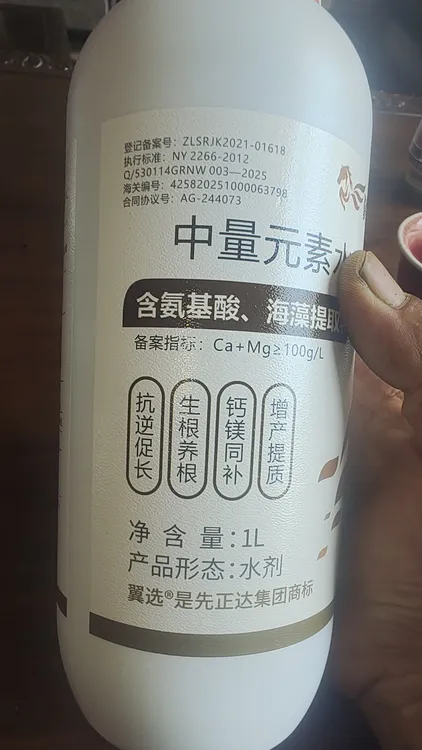 登记备案号：ZLSRJK2021-01618
执行标准：NY 2266-2012
Q/530114GRNW 003—2025
海关编号：425820251000063798
合同协议号：AG-244073
中量元素水
含氨基酸、海藻提取
备案指标：Ca+Mg≥100g/L
抗逆促长
生根养根
钙镁同补
增产提质
净含量：1L
产品形态：水剂
翼选®是先正达集团商标